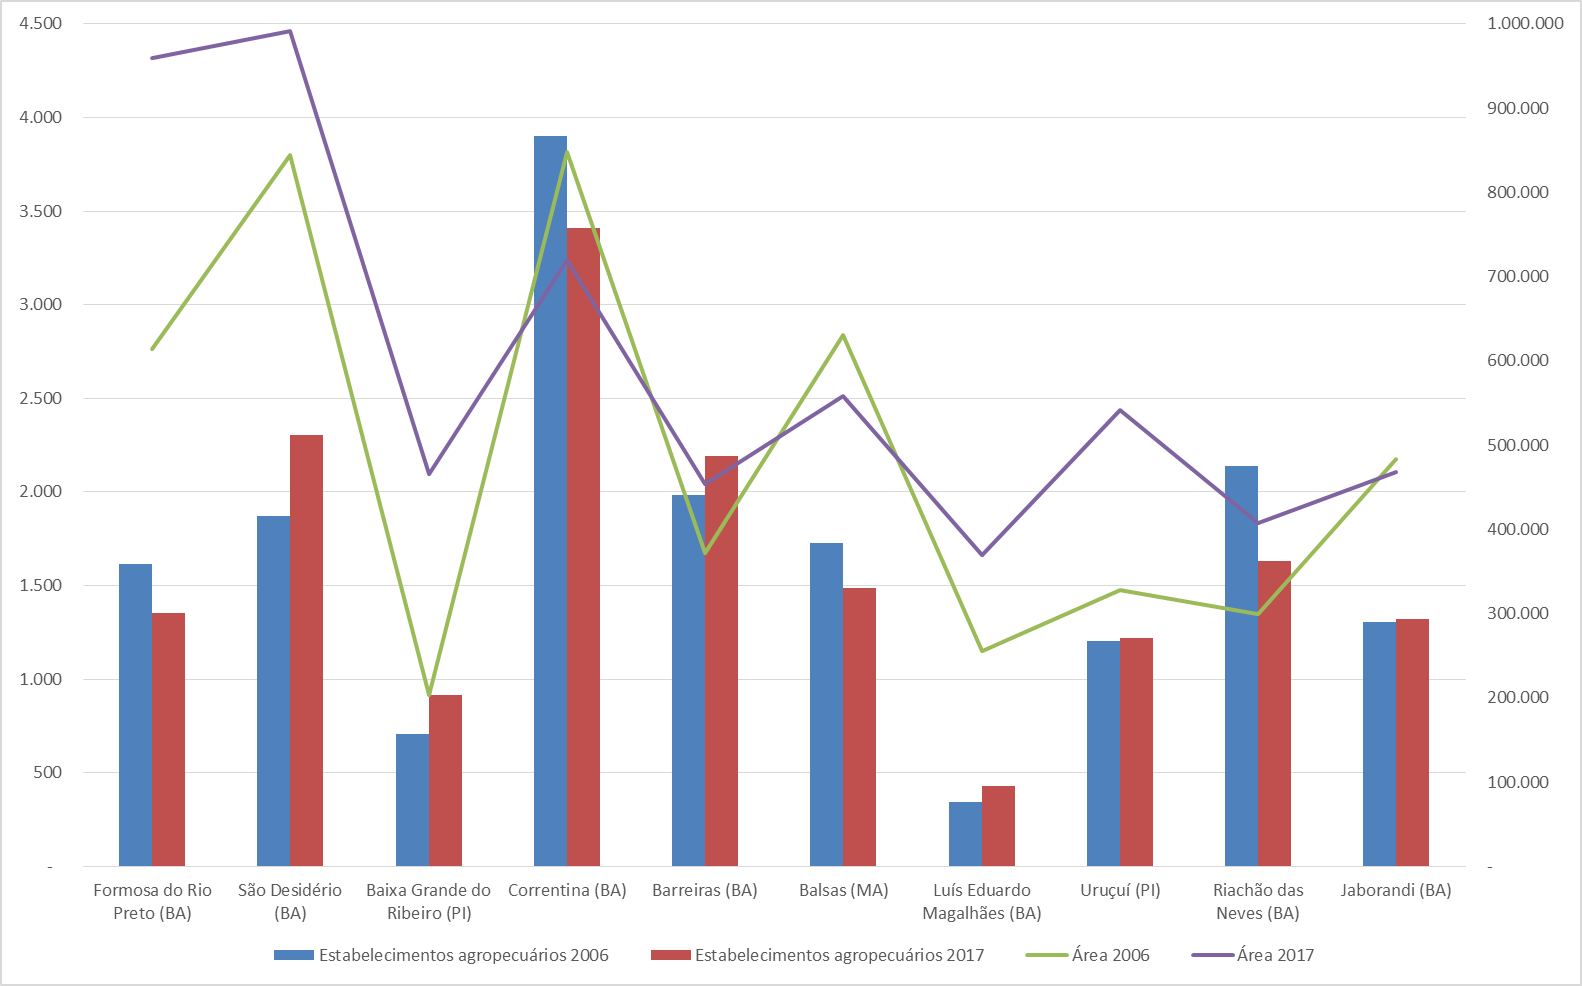 4.500
4.000
3.500
3.000
2.500
2.000
1.500
1.000
500
-
1.000.000
900.000
800.000
700.000
600.000
500.000
400.000
300.000
200.000
100.000
-
Formosa do Rio
Preto (BA)
São Desidério
(BA)
Baixa Grande do
Ribeiro (PI)
Correntina (BA)
Barreiras (BA)
Balsas (MA)
Luís Eduardo
Magalhães (BA)
Uruçuí (PI)
Riachão das
Neves (BA)
Jaborandi (BA)
Estabelecimentos agropecuários 2006
Estabelecimentos agropecuários 2017
Área 2006
Área 2017